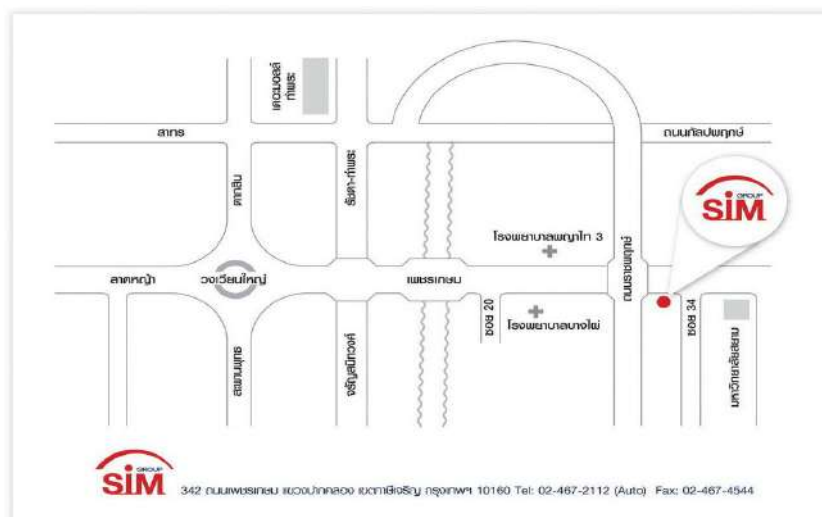 เดอะมอลล์
ท่าพระ
สาทร
ถนนกัลปพฤกษ์
ตากสิน
รัชดา-ท่าพระ
GROUP
SiM
โรงพยาบาลพญาไท 3
ถนนราชพฤกษ์
ลาดหญ้า
วงเวียนใหญ่
เพชรเกษม
ซอย 20
โรงพยาบาลบางไผ่
ซอย 34
มหาวิทยาลัยสยาม
สะพานพุทธ
จรัญสนิทวงศ์
GROUP
SiM
342 ถนนเพชรเกษม แขวงปากคลอง เขตภาษีเจริญ กรุงเทพฯ 10160 Tel: 02-467-2112 (Auto) Fax: 02-467-4544